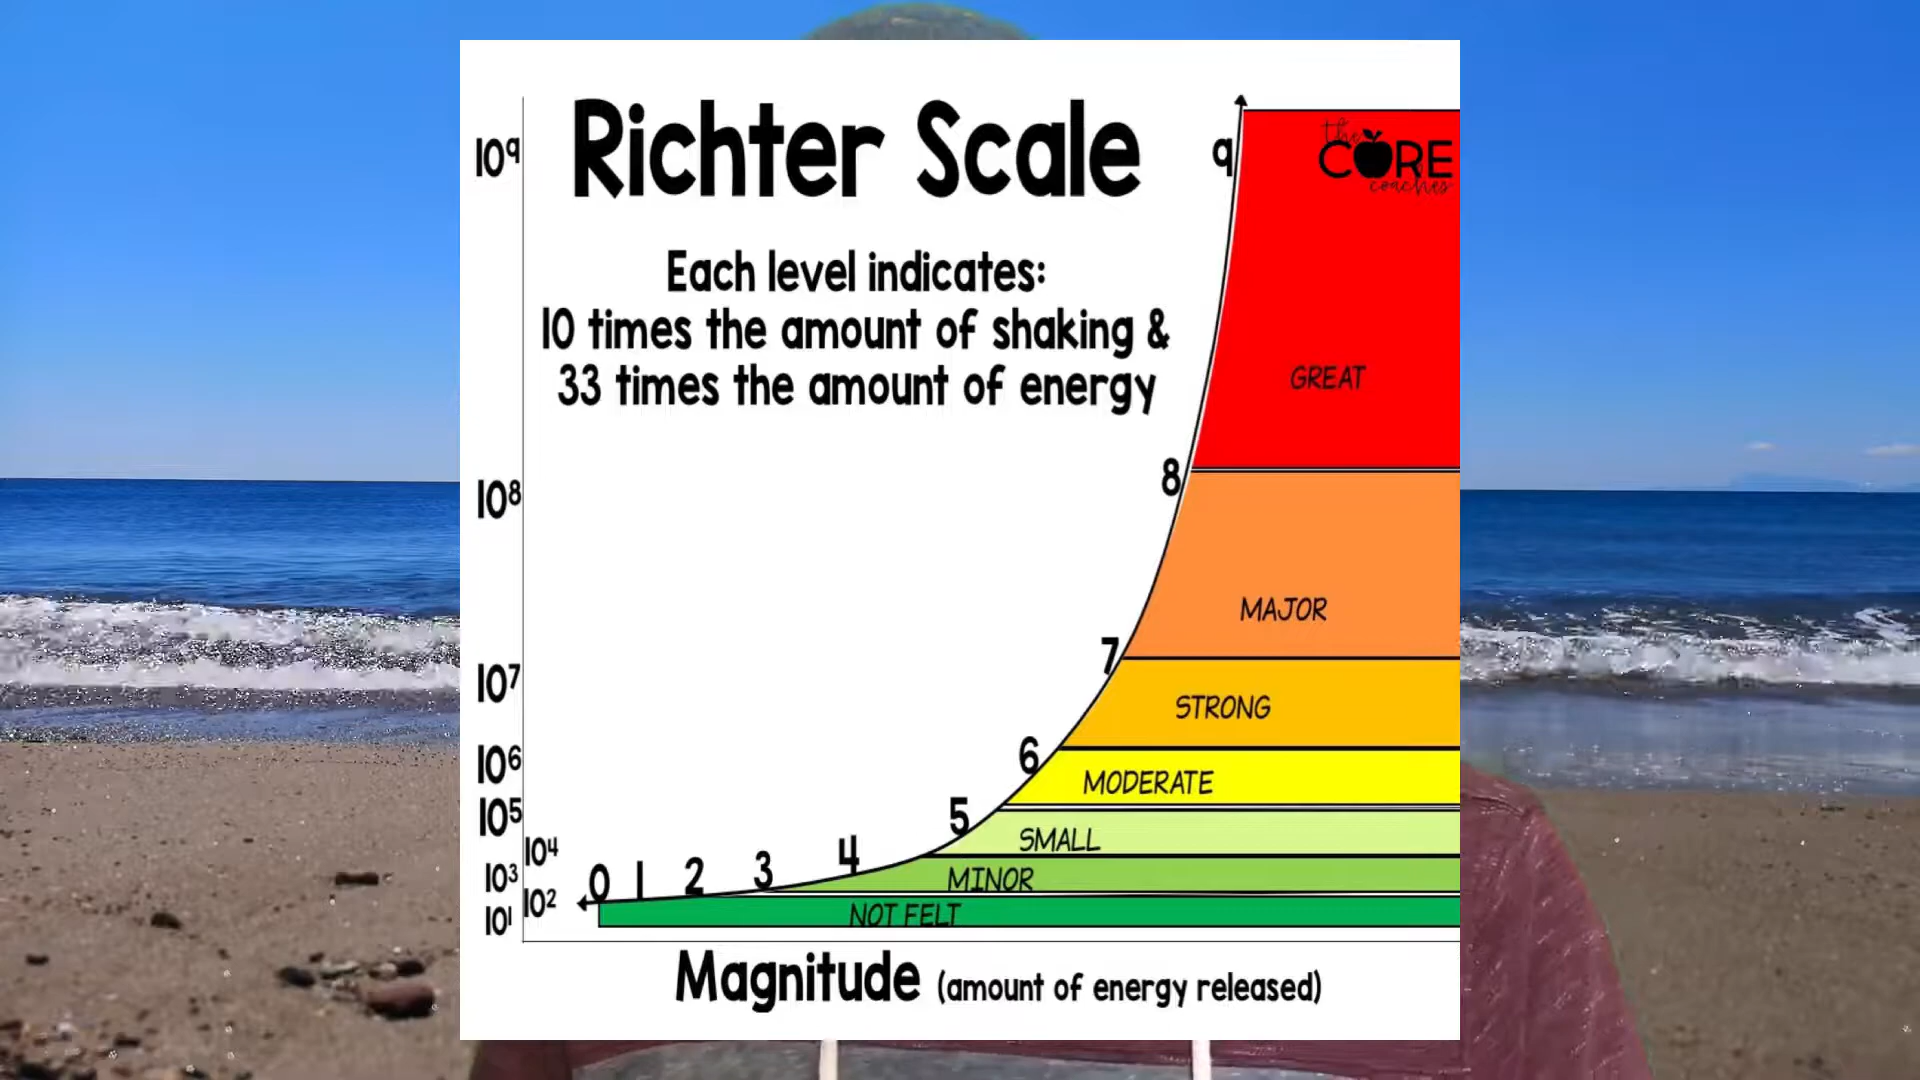 Richter Scale
the
CORE
coaches
Each level indicates:
10 times the amount of shaking &
33 times the amount of energy
10⁹
10⁸
10⁷
10⁶
10⁵
10⁴
10³
10²
10¹
0 1 2 3 4 5 6 7 8 9
GREAT
MAJOR
STRONG
MODERATE
SMALL
MINOR
NOT FELT
Magnitude (amount of energy released)